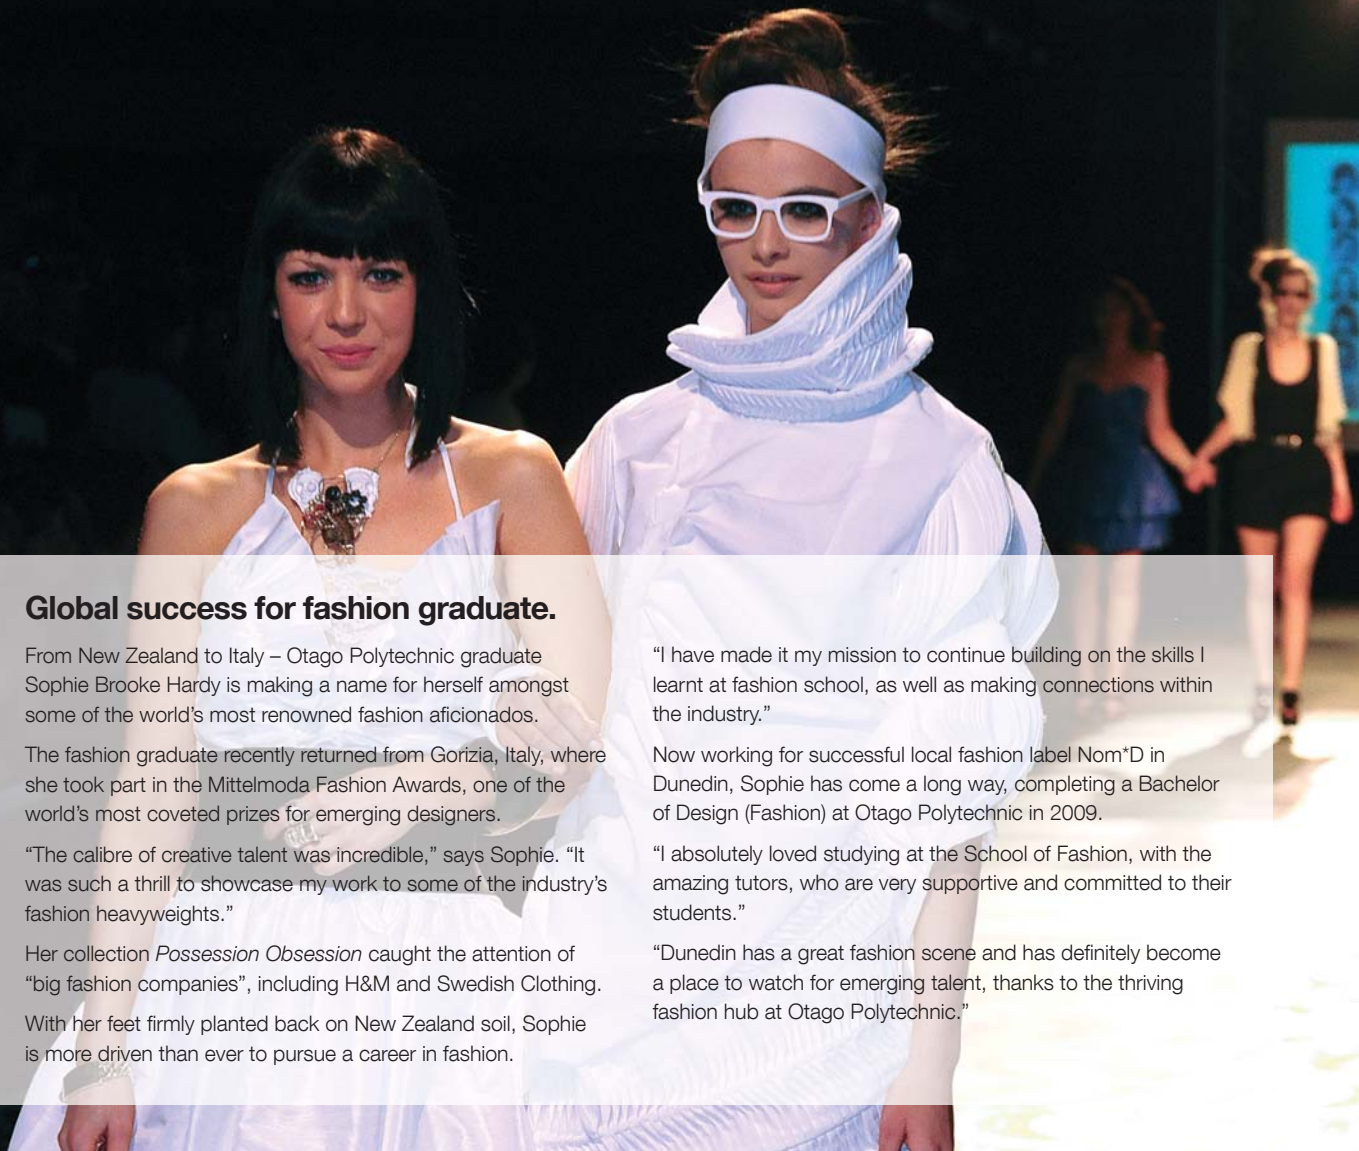 Global success for fashion graduate.
From New Zealand to Italy – Otago Polytechnic graduate
Sophie Brooke Hardy is making a name for herself amongst
some of the world’s most renowned fashion aficionados.
The fashion graduate recently returned from Gorizia, Italy, where
she took part in the Mittelmoda Fashion Awards, one of the
world’s most coveted prizes for emerging designers.
“The calibre of creative talent was incredible,” says Sophie. “It
was such a thrill to showcase my work to some of the industry’s
fashion heavyweights.”
Her collection Possession Obsession caught the attention of
“big fashion companies”, including H&M and Swedish Clothing.
With her feet firmly planted back on New Zealand soil, Sophie
is more driven than ever to pursue a career in fashion.
“I have made it my mission to continue building on the skills I
learnt at fashion school, as well as making connections within
the industry.”
Now working for successful local fashion label Nom*D in
Dunedin, Sophie has come a long way, completing a Bachelor
of Design (Fashion) at Otago Polytechnic in 2009.
“I absolutely loved studying at the School of Fashion, with the
amazing tutors, who are very supportive and committed to their
students.”
“Dunedin has a great fashion scene and has definitely become
a place to watch for emerging talent, thanks to the thriving
fashion hub at Otago Polytechnic.”